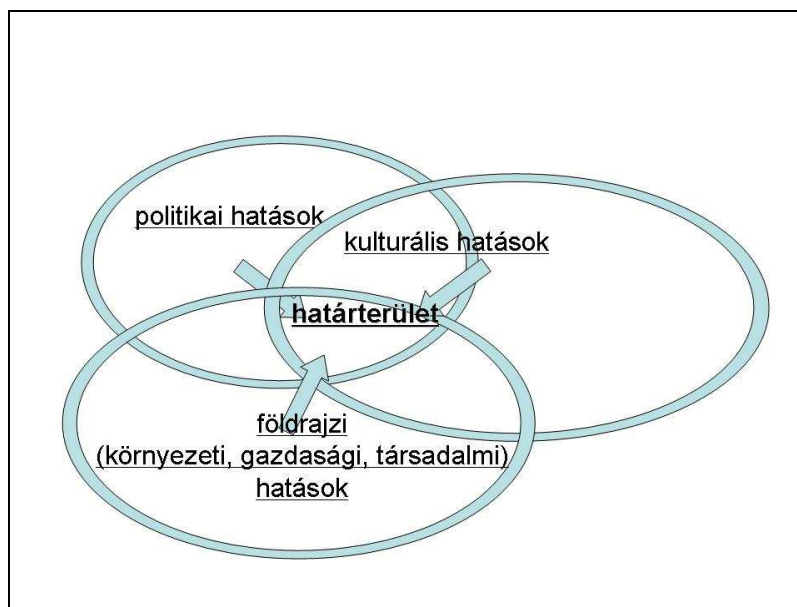 politikai hatások
kulturális hatások
határterület
földrajzi
(környezeti, gazdasági, társadalmi)
hatások